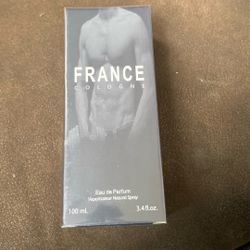 FRANCE
COLOGNE
Eau de Parfum
Vaporisateur Natural Spray
100 mL 3.4 fl.oz.